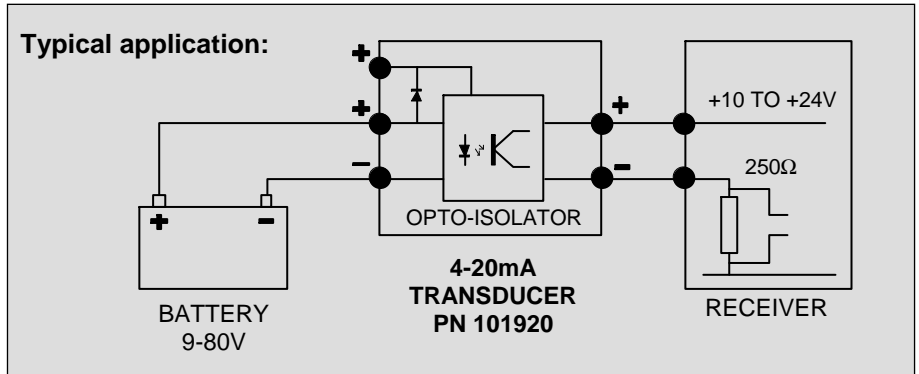 Typical application:
+
+
−
+
−
+10 TO +24V
250Ω
OPTO-ISOLATOR
+ −
BATTERY
9-80V
4-20mA
TRANSDUCER
PN 101920
RECEIVER